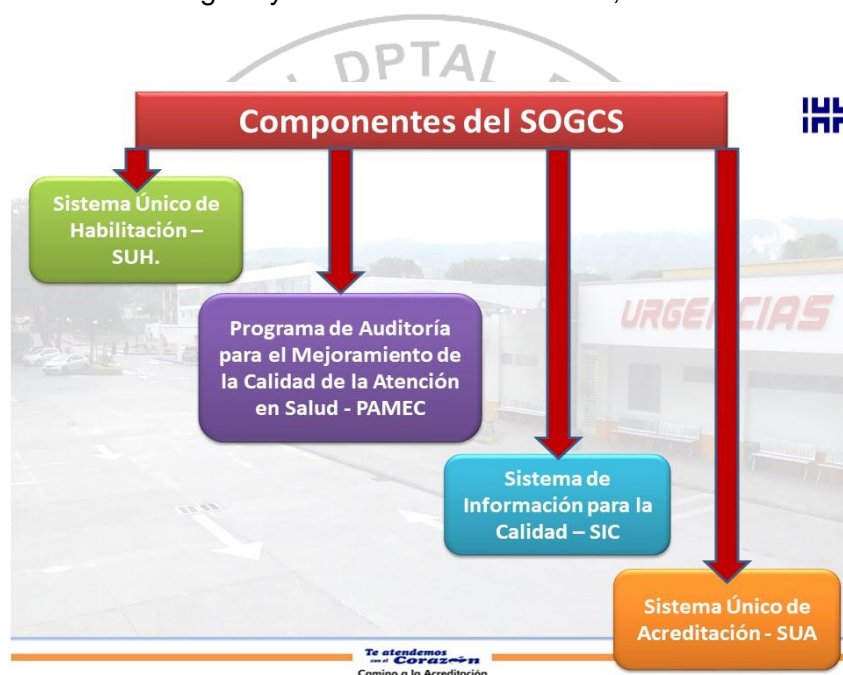 DPTAL
Componentes del SOGCS
Sistema Único de
Habilitación –
SUH.
Programa de Auditoría
para el Mejoramiento de
la Calidad de la Atención
en Salud - PAMEC
URGENCIAS
Sistema de
Información para la
Calidad – SIC
Sistema Único de
Acreditación - SUA
Te atendemos
con el Corazón
Camino a la Acreditación